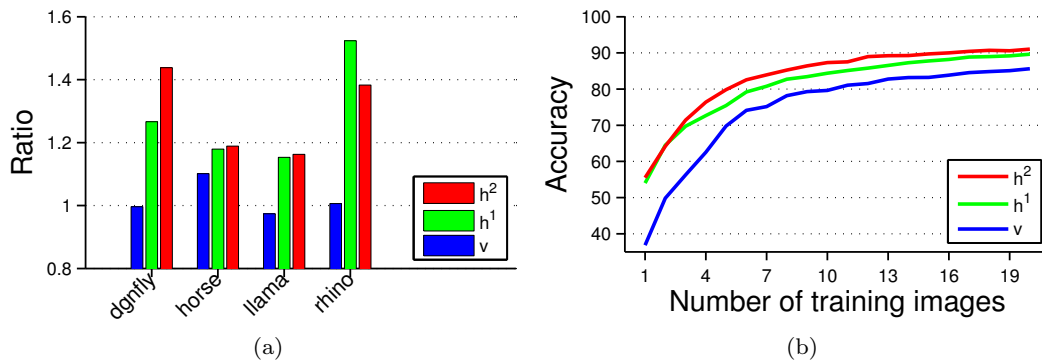 1.6
1.4
1.2
1
0.8
Ratio
dgnfly
horse
llama
rhino
h²
h¹
v
(a)
100
90
80
70
60
50
40
Accuracy
1 4 7 10 13 16 19
Number of training images
h²
h¹
v
(b)